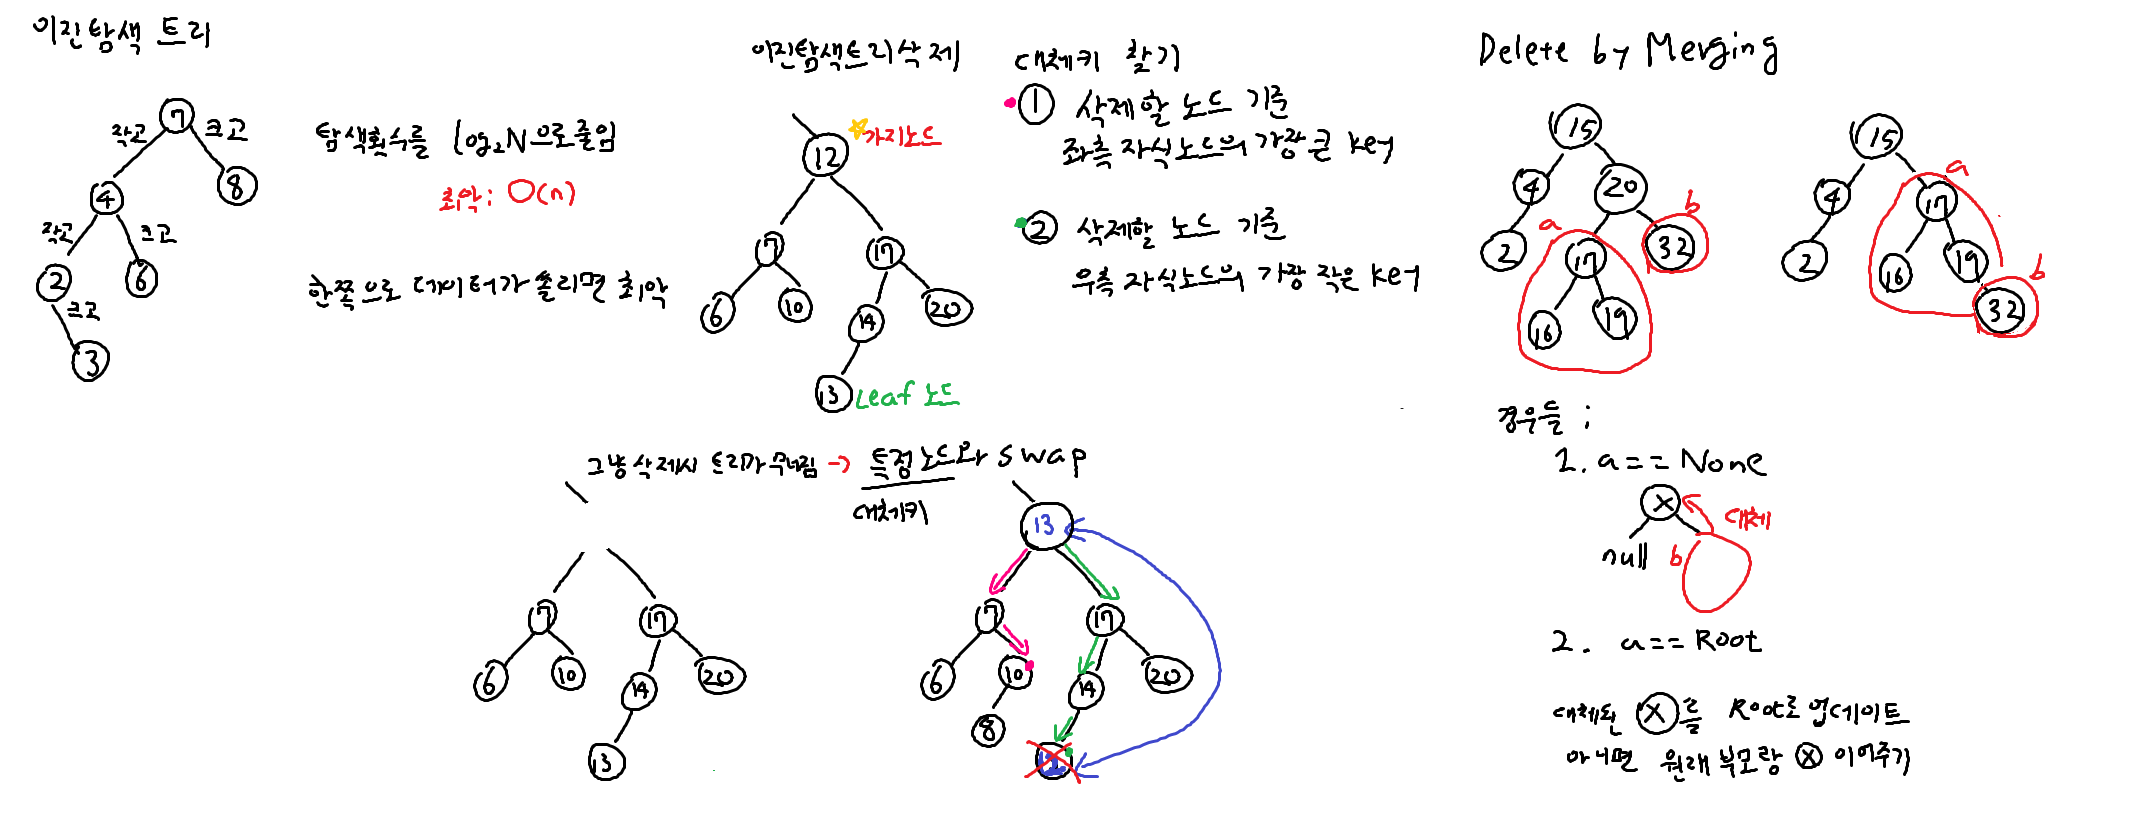 이진탐색 트리
7
작고 크고
4
8
작고 크고
2
6
크고
3
탐색횟수를 log₂N으로줄임
최악: O(n)
한쪽으로 데이터가 쏠리면 최악
이진탐색트리삭제
12
가지노드
7
17
6
10
14
20
13
Leaf 노드
대체키 찾기
1 삭제할 노드 기준
좌측 자식노드의 가장큰 key
2 삭제할 노드 기준
우측 자식노드의 가장 작은 key
그냥 삭제시 트리가 무너짐 → 특정노드와 swap
대체키
7
17
6
10
14
20
13
13
7
17
6
10
14
20
8
12
Delete by Merging
15
4
20
b
a
2
17
32
16
19
15
a
4
17
2
16
19
b
32
경우들 ;
1. a == None
X
대체
null b
2. a == Root
대체된 X를 Root로 업데이트
아니면 원래 부모랑 X 이어주기